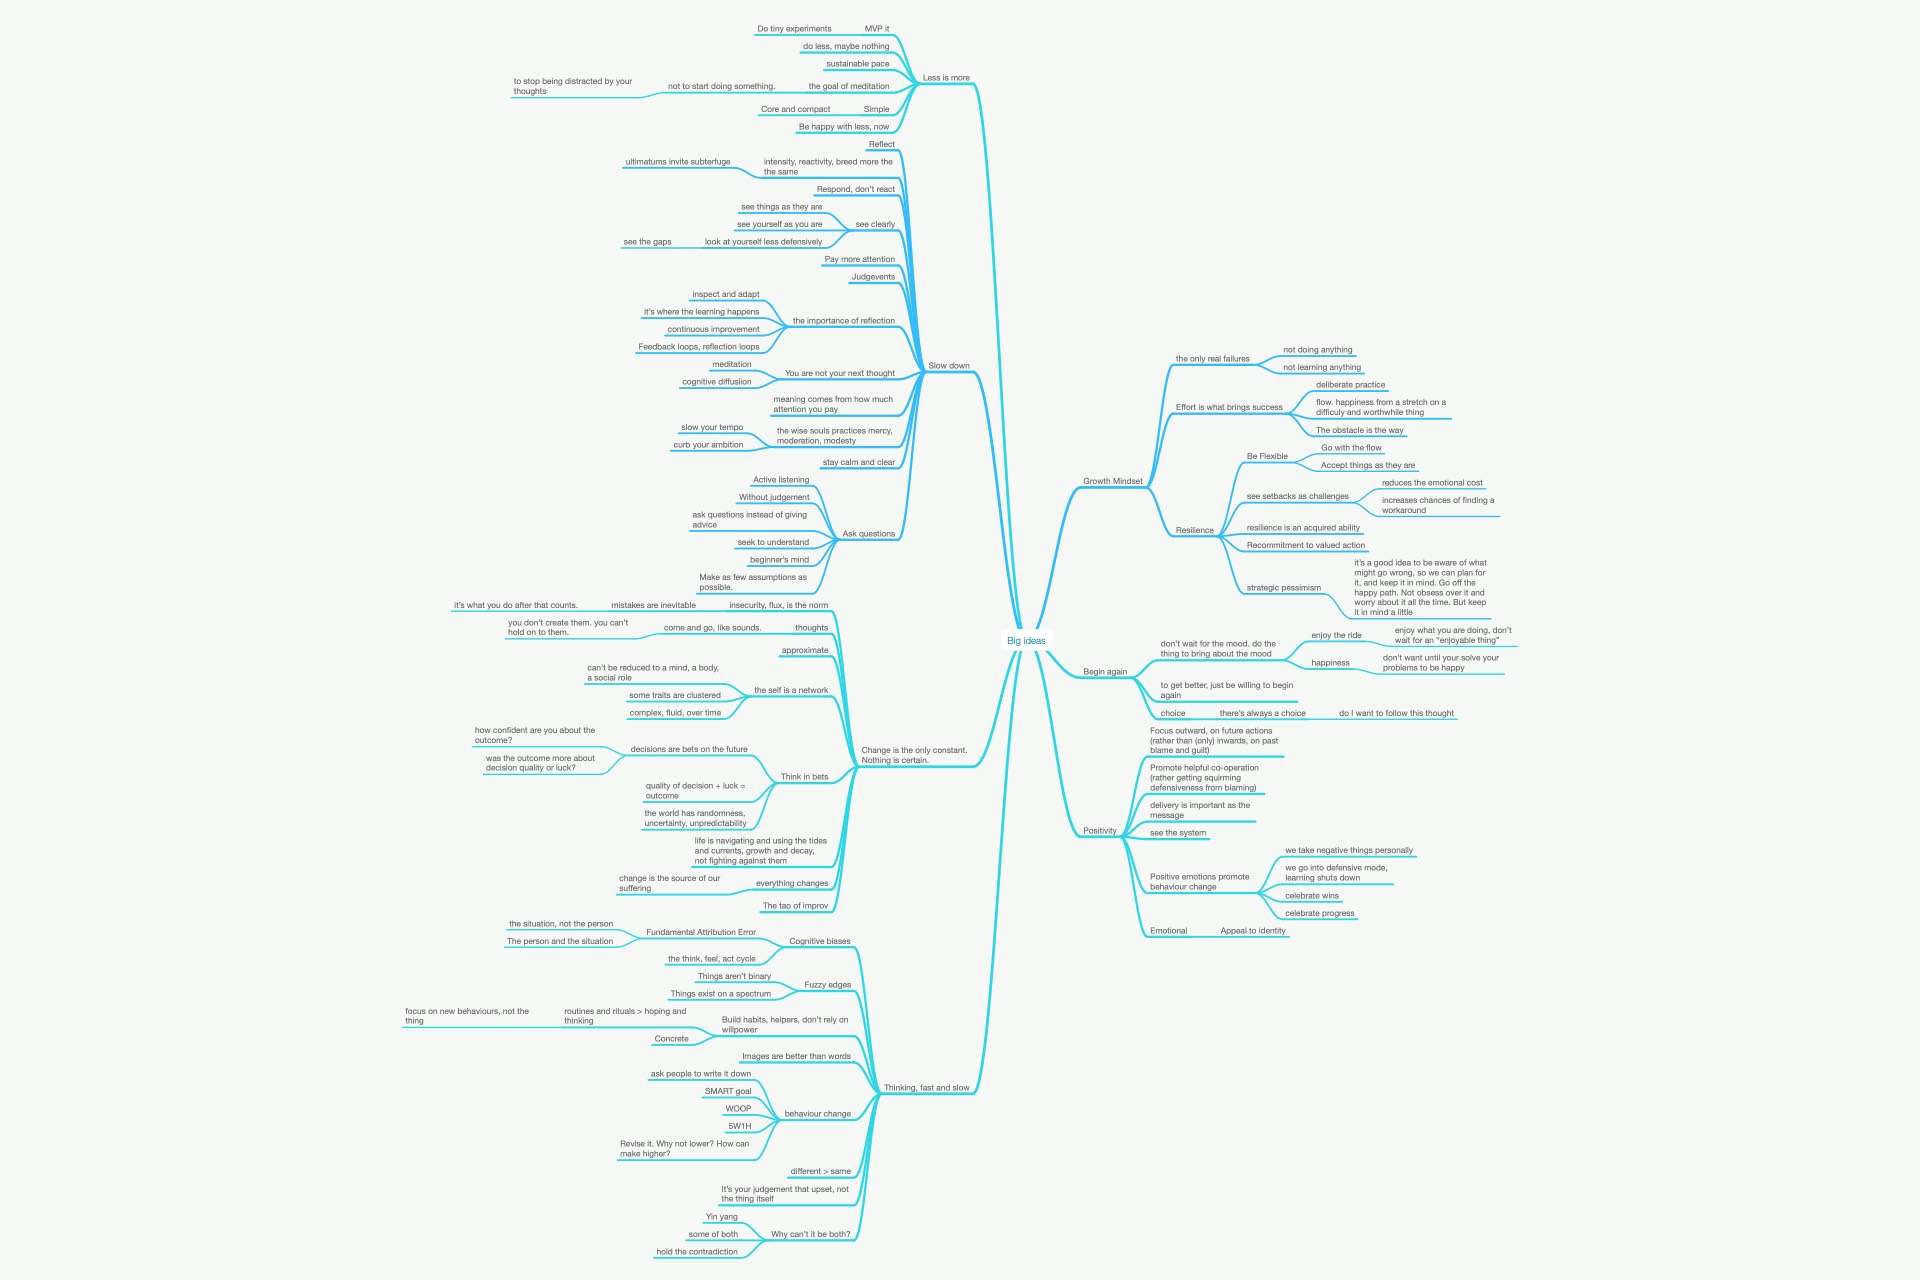 Big ideas
Less is more
MVP it
Do tiny experiments
do less, maybe nothing
sustainable pace
the goal of meditation
not to start doing something.
to stop being distracted by your
thoughts
Simple
Core and compact
Be happy with less, now
Slow down
Reflect
intensity, reactivity, breed more the
the same
ultimatums invite subterfuge
Respond, don't react
see clearly
see things as they are
see yourself as you are
look at yourself less defensively
see the gaps
Pay more attention
Judgevents
the importance of reflection
inspect and adapt
it's where the learning happens
continuous improvement
Feedback loops, reflection loops
You are not your next thought
meditation
cognitive diffusiion
meaning comes from how much
attention you pay
the wise souls practices mercy,
moderation, modesty
slow your tempo
curb your ambition
stay calm and clear
Ask questions
Active listening
Without judgement
ask questions instead of giving
advice
seek to understand
beginner's mind
Make as few assumptions as
possible.
Change is the only constant.
Nothing is certain.
insecurity, flux, is the norm
mistakes are inevitable
it's what you do after that counts.
thoughts
come and go, like sounds.
you don't create them. you can't
hold on to them.
approximate
the self is a network
can't be reduced to a mind, a body,
a social role
some traits are clustered
complex, fluid, over time
Think in bets
decisions are bets on the future
how confident are you about the
outcome?
was the outcome more about
decision quality or luck?
quality of decision + luck =
outcome
the world has randomness,
uncertainty, unpredictability
life is navigating and using the tides
and currents, growth and decay,
not fighting against them
everything changes
change is the source of our
suffering
The tao of improv
Thinking, fast and slow
Cognitive biases
Fundamental Attribution Error
the situation, not the person
The person and the situation
the think, feel, act cycle
Fuzzy edges
Things aren't binary
Things exist on a spectrum
Build habits, helpers, don't rely on
willpower
routines and rituals > hoping and
thinking
focus on new behaviours, not the
thing
Concrete
Images are better than words
behaviour change
ask people to write it down
SMART goal
WOOP
5W1H
Revise it. Why not lower? How can
make higher?
different > same
It's your judgement that upset, not
the thing itself
Why can't it be both?
Yin yang
some of both
hold the contradiction
Growth Mindset
the only real failures
not doing anything
not learning anything
Effort is what brings success
deliberate practice
flow. happiness from a stretch on a
difficuly and worthwhile thing
The obstacle is the way
Resilience
Be Flexible
Go with the flow
Accept things as they are
see setbacks as challenges
reduces the emotional cost
increases chances of finding a
workaround
resilience is an acquired ability
Recommitment to valued action
strategic pessimism
it's a good idea to be aware of what
might go wrong, so we can plan for
it, and keep it in mind. Go off the
happy path. Not obsess over it and
worry about it all the time. But keep
it in mind a little
Begin again
don't wait for the mood. do the
thing to bring about the mood
enjoy the ride
enjoy what you are doing, don't
wait for an "enjoyable thing"
happiness
don't want until your solve your
problems to be happy
to get better, just be willing to begin
again
choice
there's always a choice
do I want to follow this thought
Positivity
Focus outward, on future actions
(rather than (only) inwards, on past
blame and guilt)
Promote helpful co-operation
(rather getting squirming
defensiveness from blaming)
delivery is important as the
message
see the system
Positive emotions promote
behaviour change
we take negative things personally
we go into defensive mode,
learning shuts down
celebrate wins
celebrate progress
Emotional
Appeal to identity